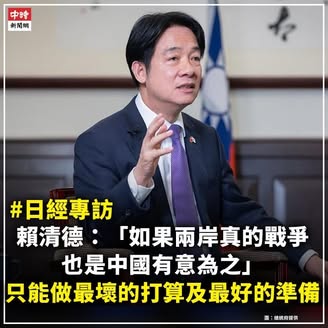 中時
新聞網
#日經專訪
賴清德：「如果兩岸真的戰爭
也是中國有意為之」
只能做最壞的打算及最好的準備
圖：總統府提供